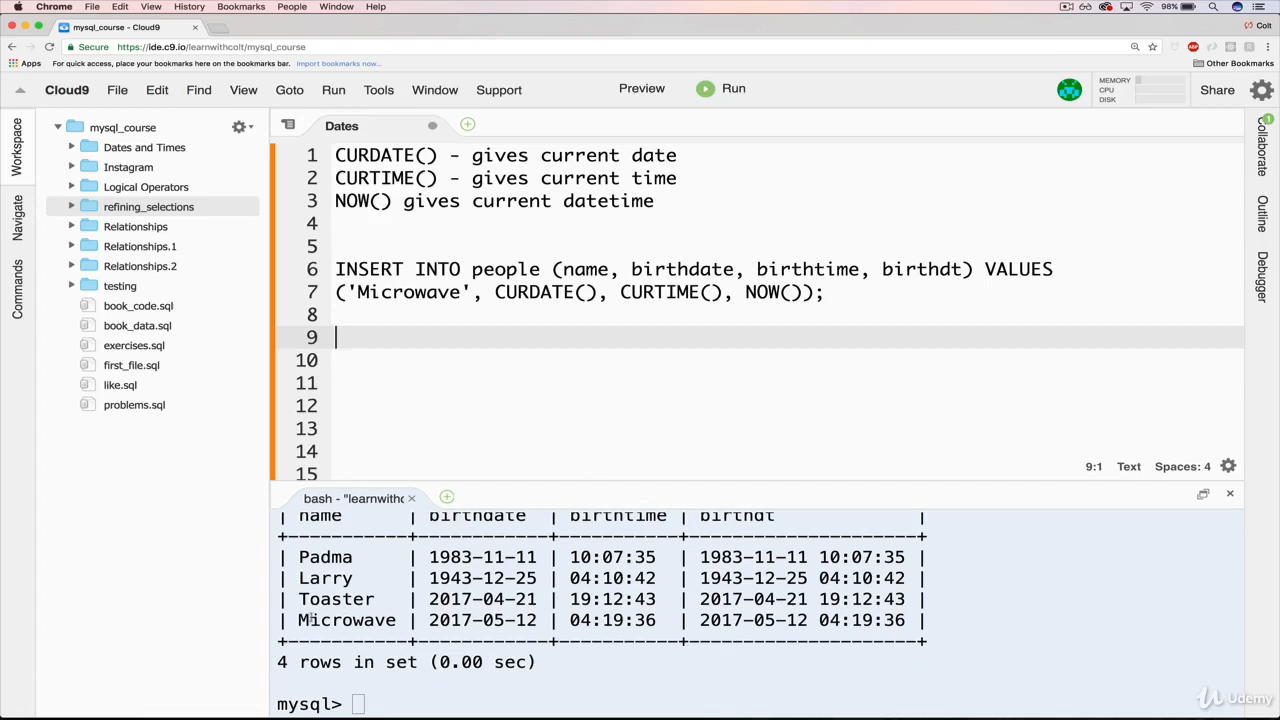 Chrome File Edit View History Bookmarks People Window Help 98%
mysql_course - Cloud9 Colt
Secure https://ide.c9.io/learnwithcolt/mysql_course
Apps For quick access, place your bookmarks here on the bookmarks bar. Import bookmarks now... Other Bookmarks
Cloud9 File Edit Find View Goto Run Tools Window Support Preview Run MEMORY CPU DISK Share
Workspace
Navigate
Commands
mysql_course
Dates and Times
Instagram
Logical Operators
refining_selections
Relationships
Relationships.1
Relationships.2
testing
book_code.sql
book_data.sql
exercises.sql
first_file.sql
like.sql
problems.sql
Dates
1 CURDATE() - gives current date
2 CURTIME() - gives current time
3 NOW() gives current datetime
4
5
6 INSERT INTO people (name, birthdate, birthtime, birthdt) VALUES
7 ('Microwave', CURDATE(), CURTIME(), NOW());
8
9
10
11
12
13
14
15
9:1 Text Spaces: 4
Collaborate 1
Outline
Debugger
bash - "learnwithc
| name | birthdate | birthtime | birthdt |
+-----------+------------+-----------+---------------------+
| Padma | 1983-11-11 | 10:07:35 | 1983-11-11 10:07:35 |
| Larry | 1943-12-25 | 04:10:42 | 1943-12-25 04:10:42 |
| Toaster | 2017-04-21 | 19:12:43 | 2017-04-21 19:12:43 |
| Microwave | 2017-05-12 | 04:19:36 | 2017-05-12 04:19:36 |
+-----------+------------+-----------+---------------------+
4 rows in set (0.00 sec)
mysql>
Udemy